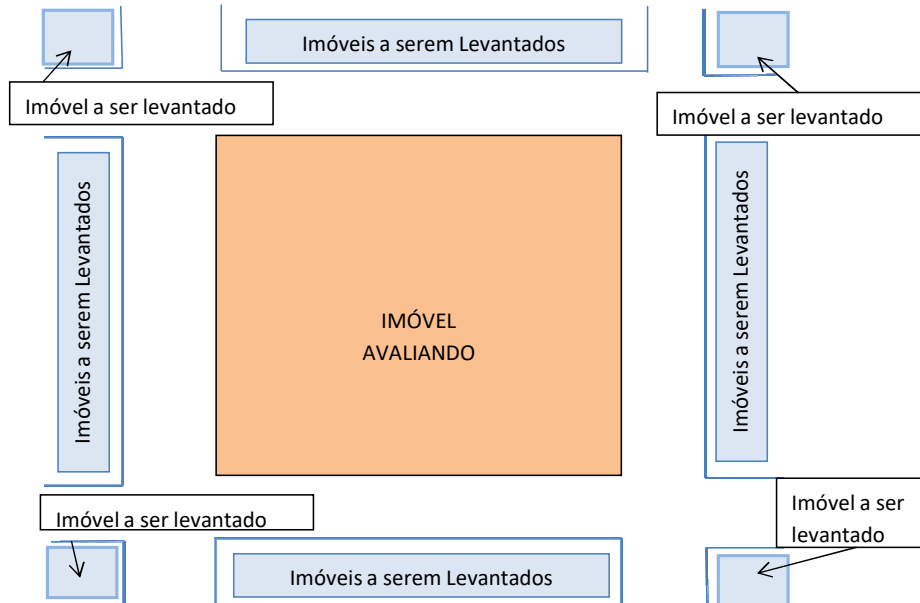 Imóveis a serem Levantados
Imóvel a ser levantado
Imóvel a ser levantado
Imóveis a serem Levantados
IMÓVEL
AVALIANDO
Imóveis a serem Levantados
Imóvel a ser levantado
Imóvel a ser
levantado
Imóveis a serem Levantados